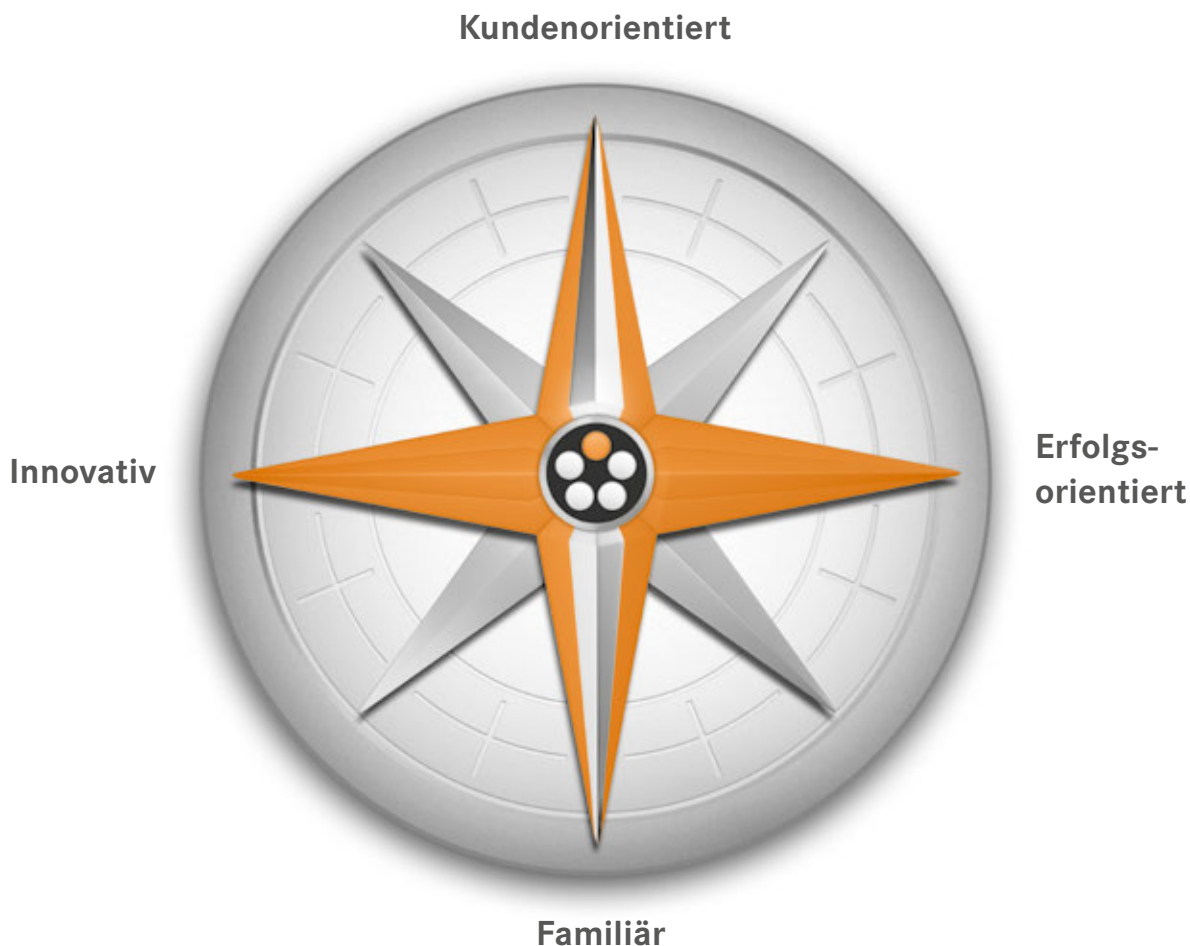 Kundenorientiert
Innovativ
Erfolgs-
orientiert
Familiär